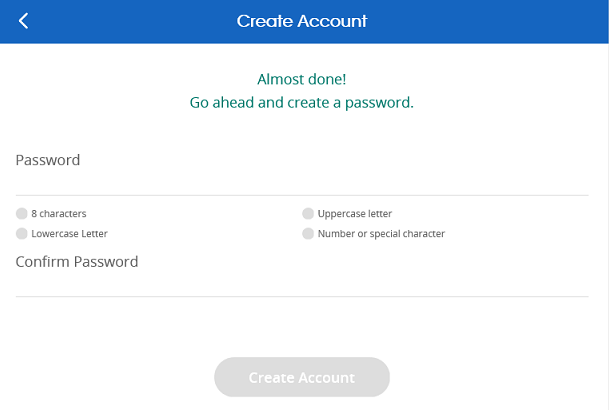 Create Account
Almost done!
Go ahead and create a password.
Password
8 characters
Uppercase letter
Lowercase Letter
Number or special character
Confirm Password
Create Account